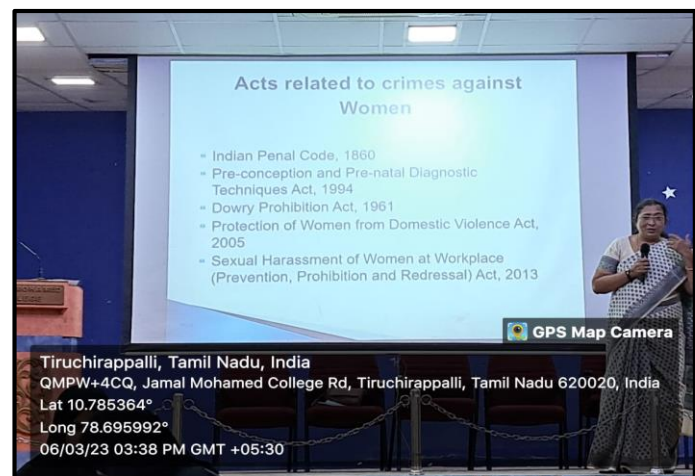 Acts related to crimes against
Women
Indian Penal Code, 1860
Pre-conception and Pre-natal Diagnostic
Techniques Act, 1994
Dowry Prohibition Act, 1961
Protection of Women from Domestic Violence Act,
2005
Sexual Harassment of Women at Workplace
(Prevention, Prohibition and Redressal) Act, 2013
GPS Map Camera
Tiruchirappalli, Tamil Nadu, India
QMPW+4CQ, Jamal Mohamed College Rd, Tiruchirappalli, Tamil Nadu 620020, India
Lat 10.785364°
Long 78.695992°
06/03/23 03:38 PM GMT +05:30